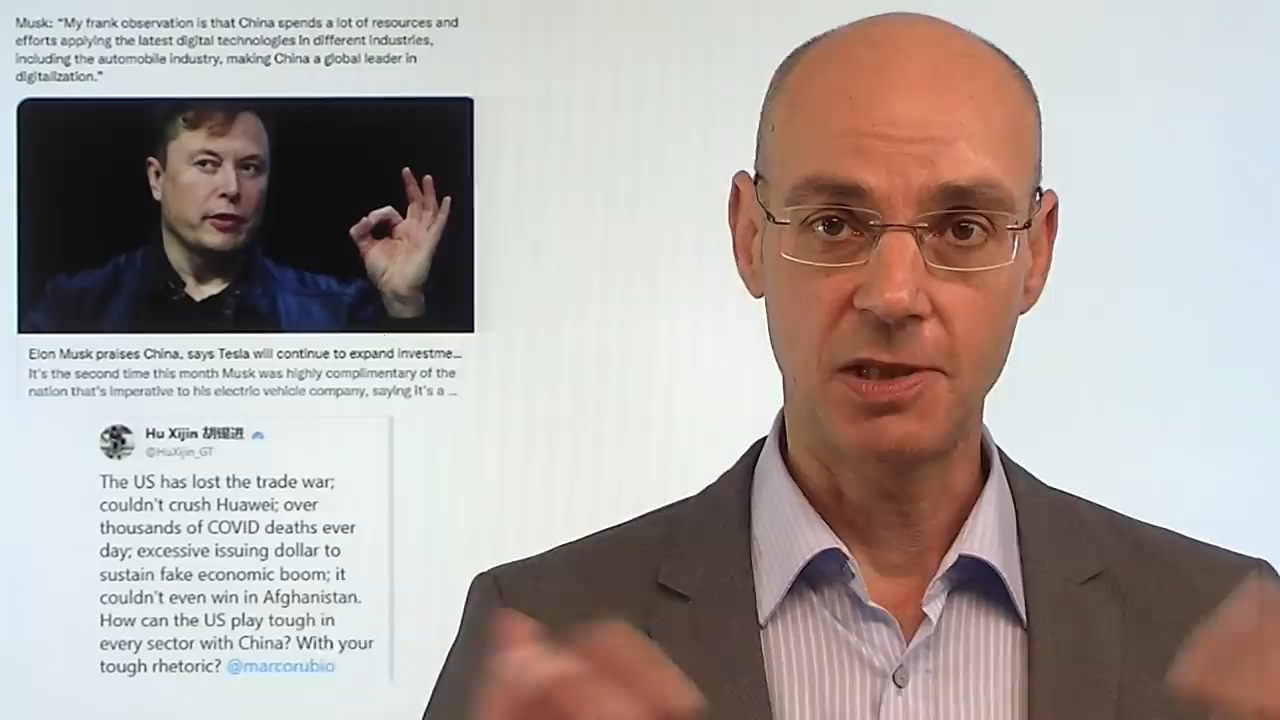 Musk: “My frank observation is that China spends a lot of resources and
efforts applying the latest digital technologies in different industries,
including the automobile industry, making China a global leader in
digitalization.”
Elon Musk praises China, says Tesla will continue to expand investme...
It's the second time this month Musk was highly complimentary of the
nation that's imperative to his electric vehicle company, saying it's a ...
Hu Xijin 胡锡进
@HuXijin_GT
The US has lost the trade war;
couldn't crush Huawei; over
thousands of COVID deaths ever
day; excessive issuing dollar to
sustain fake economic boom; it
couldn't even win in Afghanistan.
How can the US play tough in
every sector with China? With your
tough rhetoric? @marcorubio